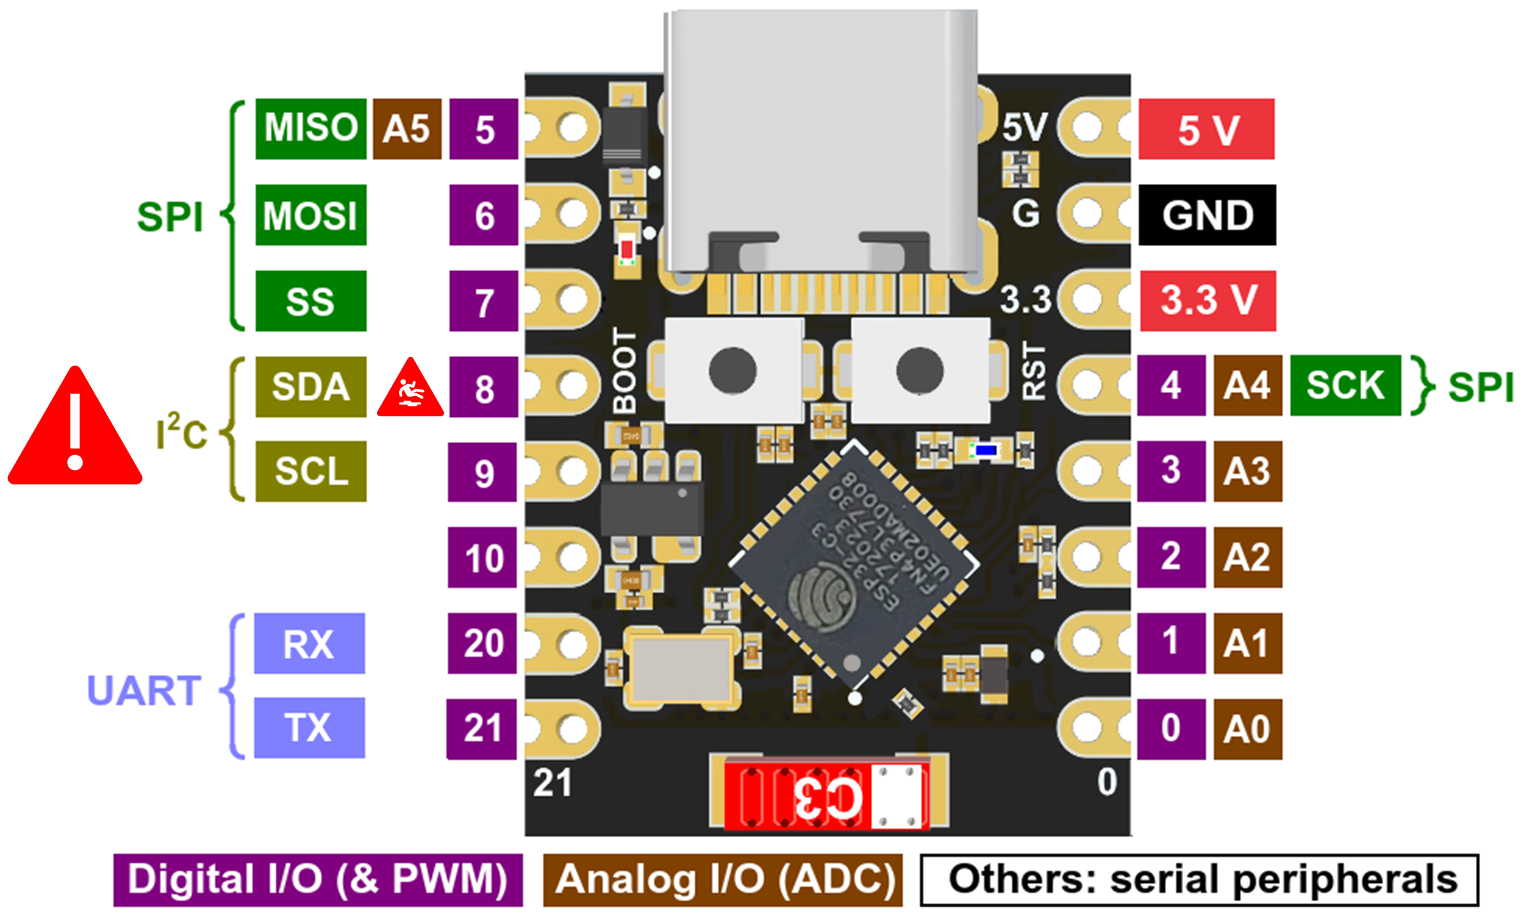 MISO A5 5
5V
5 V
MOSI 6
G
GND
SPI
SS 7
3.3
3.3 V
BOOT
RST
SDA 8
4 A4 SCK
SPI
I²C
SCL 9
3 A3
10
2 A2
ESP32-C3
172023
FN4P3L7730
UE02MAD008
RX 20
1 A1
UART
TX 21
0 A0
21
0
C3
Digital I/O (& PWM)
Analog I/O (ADC)
Others: serial peripherals